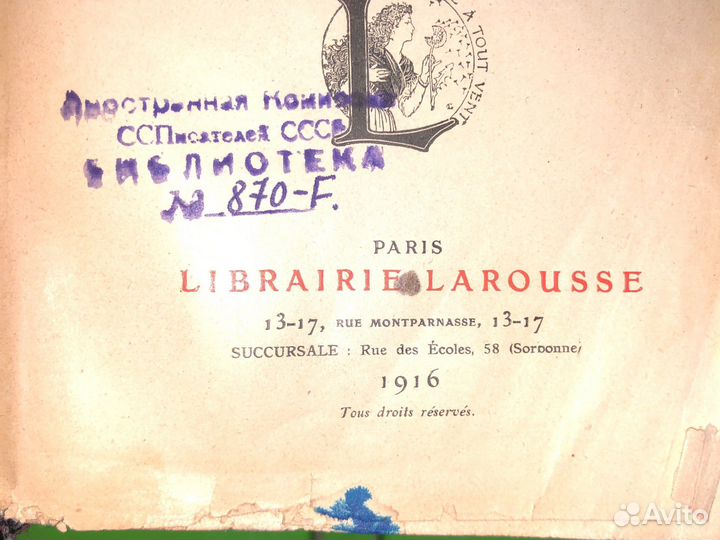 L
À TOUT VENT
Иностранная Комиссия
ССПисателей СССР
БИБЛИОТЕКА
№ 870-F.
PARIS
LIBRAIRIE LAROUSSE
13-17, RUE MONTPARNASSE, 13-17
SUCCURSALE : Rue des Écoles, 58 (Sorbonne)
1916
Tous droits réservés.
Avito